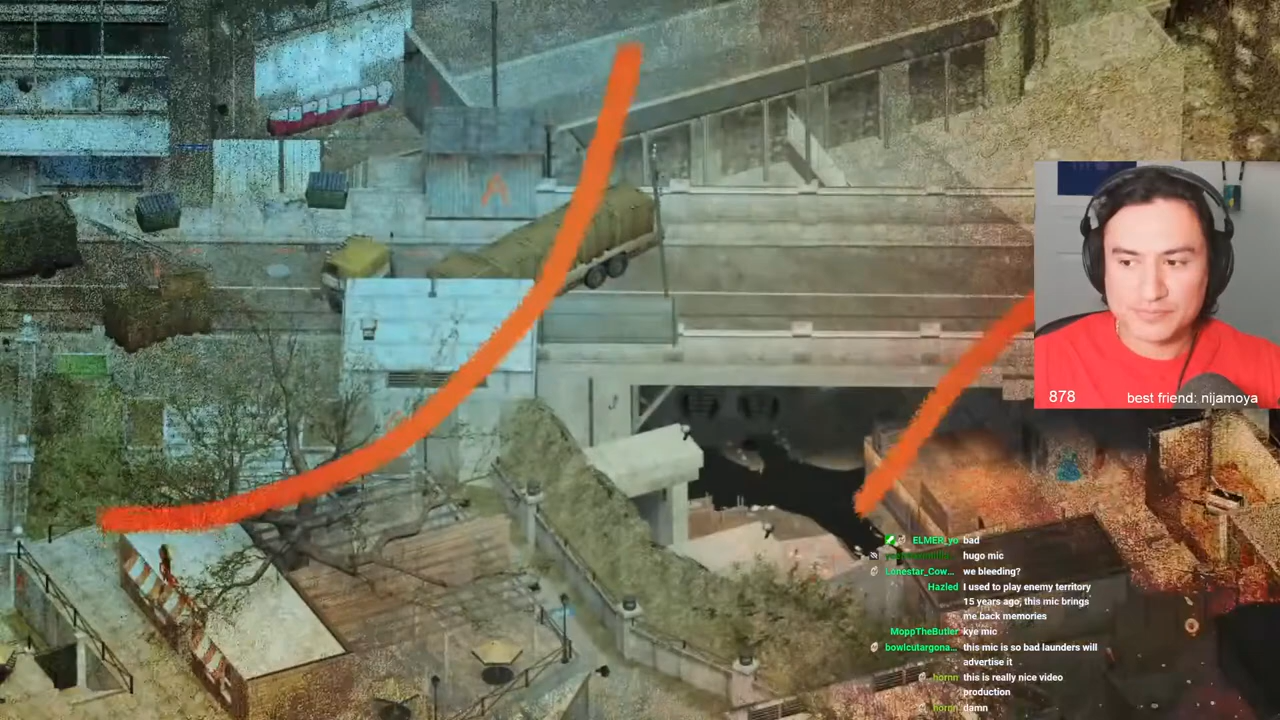 878
best friend: nijamoya
ELMER_yo bad
hugo mic
Lonestar_Cow... we bleeding?
Hazled I used to play enemy territory
15 years ago, this mic brings
me back memories
MoppTheButler kye mic
bowlcutargona... this mic is so bad launders will
advertise it
hornn this is really nice video
production
hornn damn